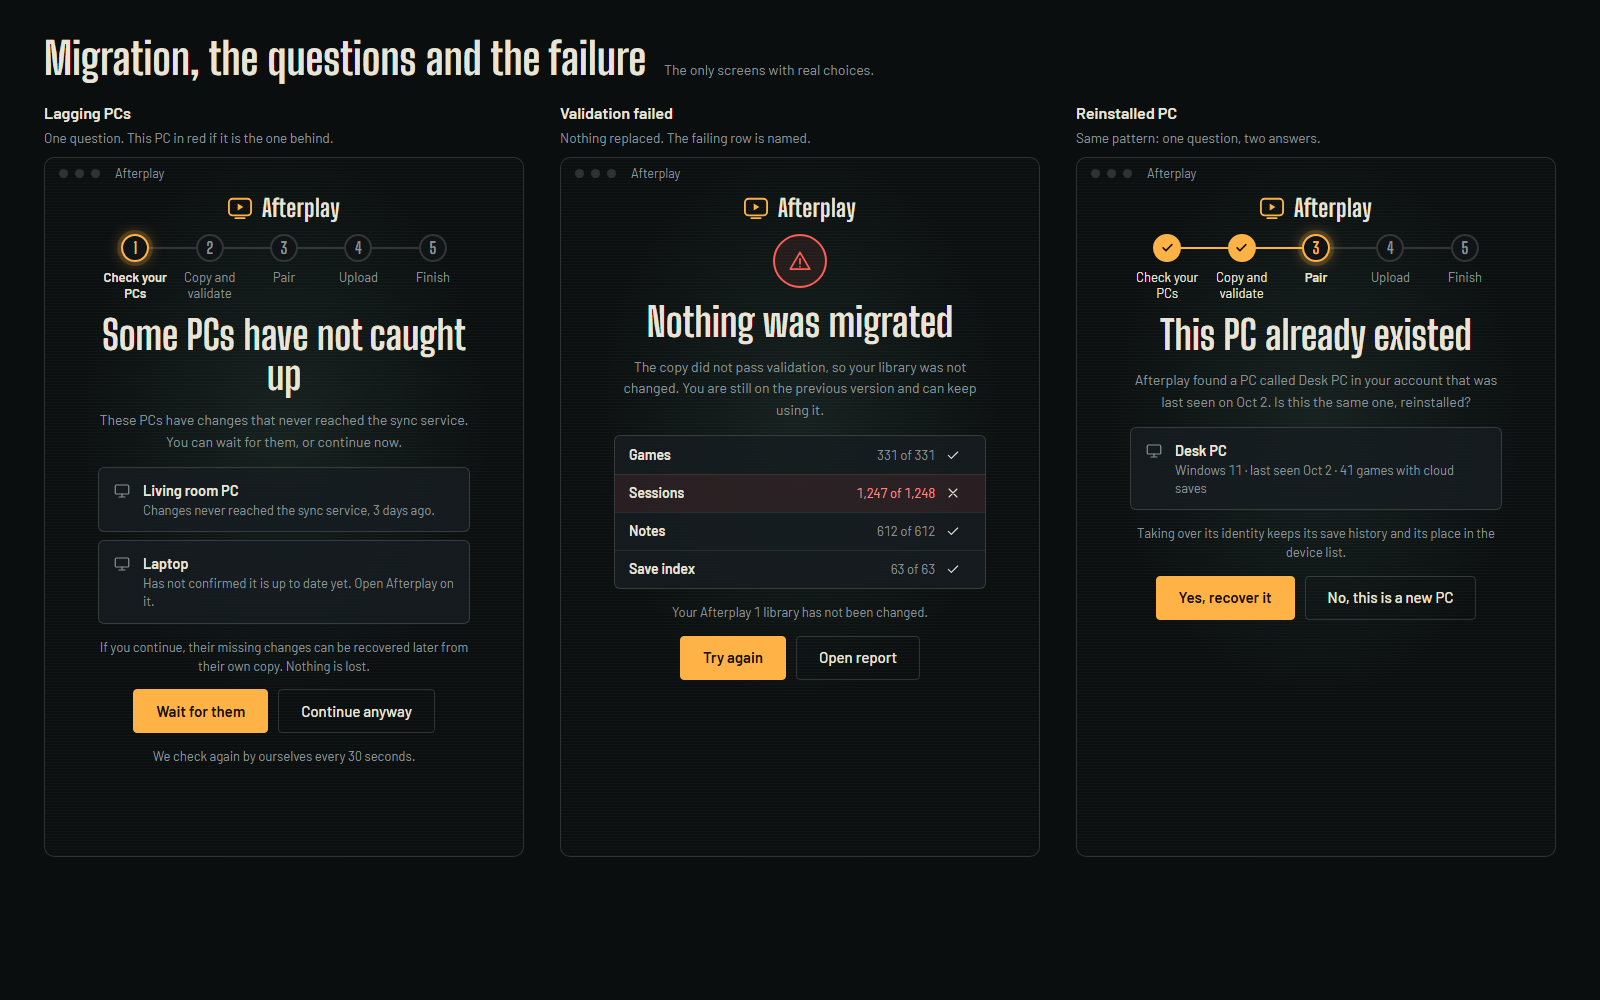 Migration, the questions and the failure
The only screens with real choices.
Lagging PCs
One question. This PC in red if it is the one behind.
Afterplay
Afterplay
1
2
3
4
5
Check your
PCs
Copy and
validate
Pair
Upload
Finish
Some PCs have not caught
up
These PCs have changes that never reached the sync service.
You can wait for them, or continue now.
Living room PC
Changes never reached the sync service, 3 days ago.
Laptop
Has not confirmed it is up to date yet. Open Afterplay on
it.
If you continue, their missing changes can be recovered later from
their own copy. Nothing is lost.
Wait for them
Continue anyway
We check again by ourselves every 30 seconds.
Validation failed
Nothing replaced. The failing row is named.
Afterplay
Afterplay
Nothing was migrated
The copy did not pass validation, so your library was not
changed. You are still on the previous version and can keep
using it.
Games 331 of 331
Sessions 1,247 of 1,248
Notes 612 of 612
Save index 63 of 63
Your Afterplay 1 library has not been changed.
Try again
Open report
Reinstalled PC
Same pattern: one question, two answers.
Afterplay
Afterplay
3
4
5
Check your
PCs
Copy and
validate
Pair
Upload
Finish
This PC already existed
Afterplay found a PC called Desk PC in your account that was
last seen on Oct 2. Is this the same one, reinstalled?
Desk PC
Windows 11 · last seen Oct 2 · 41 games with cloud
saves
Taking over its identity keeps its save history and its place in the
device list.
Yes, recover it
No, this is a new PC